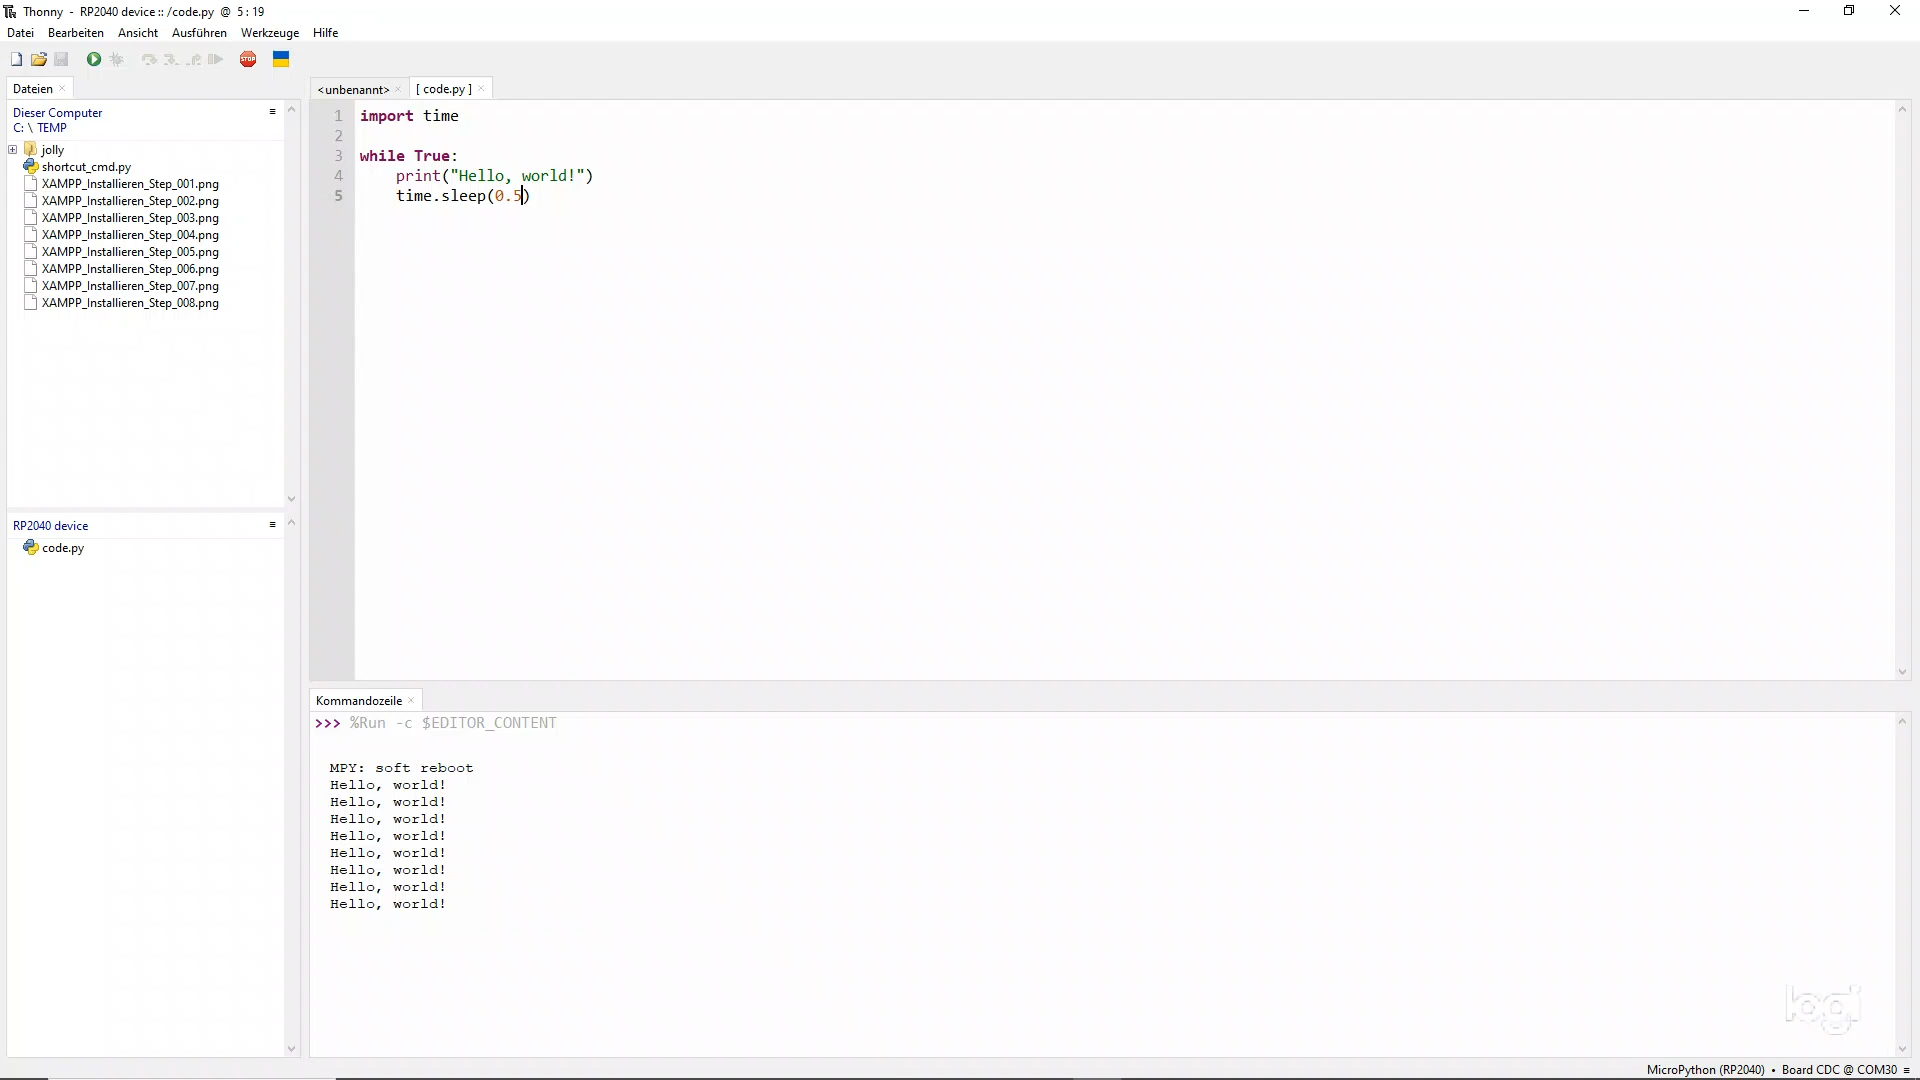 Thonny - RP2040 device :: /code.py @ 5 : 19
Datei Bearbeiten Ansicht Ausführen Werkzeuge Hilfe
STOP
Dateien
Dieser Computer
C: \ TEMP
jolly
shortcut_cmd.py
XAMPP_Installieren_Step_001.png
XAMPP_Installieren_Step_002.png
XAMPP_Installieren_Step_003.png
XAMPP_Installieren_Step_004.png
XAMPP_Installieren_Step_005.png
XAMPP_Installieren_Step_006.png
XAMPP_Installieren_Step_007.png
XAMPP_Installieren_Step_008.png
RP2040 device
code.py
<unbenannt> [ code.py ]
1 import time
2
3 while True:
4     print("Hello, world!")
5     time.sleep(0.5)
Kommandozeile
>>> %Run -c $EDITOR_CONTENT
MPY: soft reboot
Hello, world!
Hello, world!
Hello, world!
Hello, world!
Hello, world!
Hello, world!
Hello, world!
Hello, world!
logi
MicroPython (RP2040) • Board CDC @ COM30